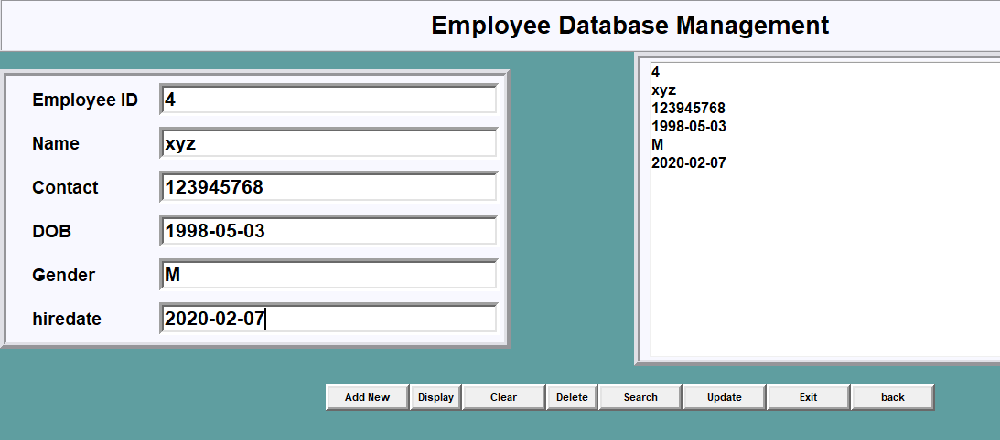 Employee Database Management
Employee ID 4
Name xyz
Contact 123945768
DOB 1998-05-03
Gender M
hiredate 2020-02-07
4
xyz
123945768
1998-05-03
M
2020-02-07
Add New Display Clear Delete Search Update Exit back